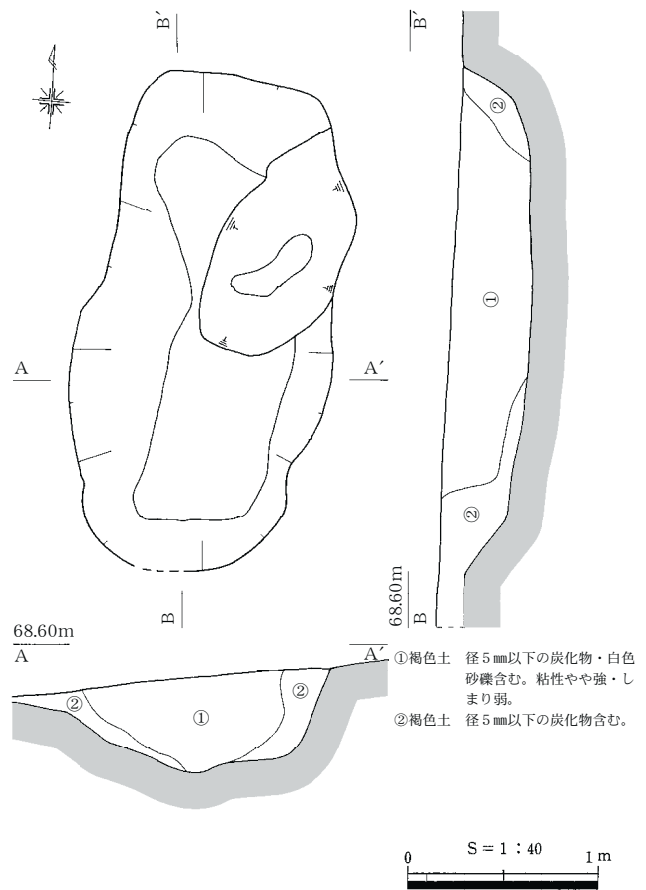 B′
B′
②
①
A
A′
②
B
68.60m
B
68.60m
A
A′
②
①
②
①褐色土　径５㎜以下の炭化物・白色
砂礫含む。粘性やや強・し
まり弱。
②褐色土　径５㎜以下の炭化物含む。
S＝1：40
0
1m